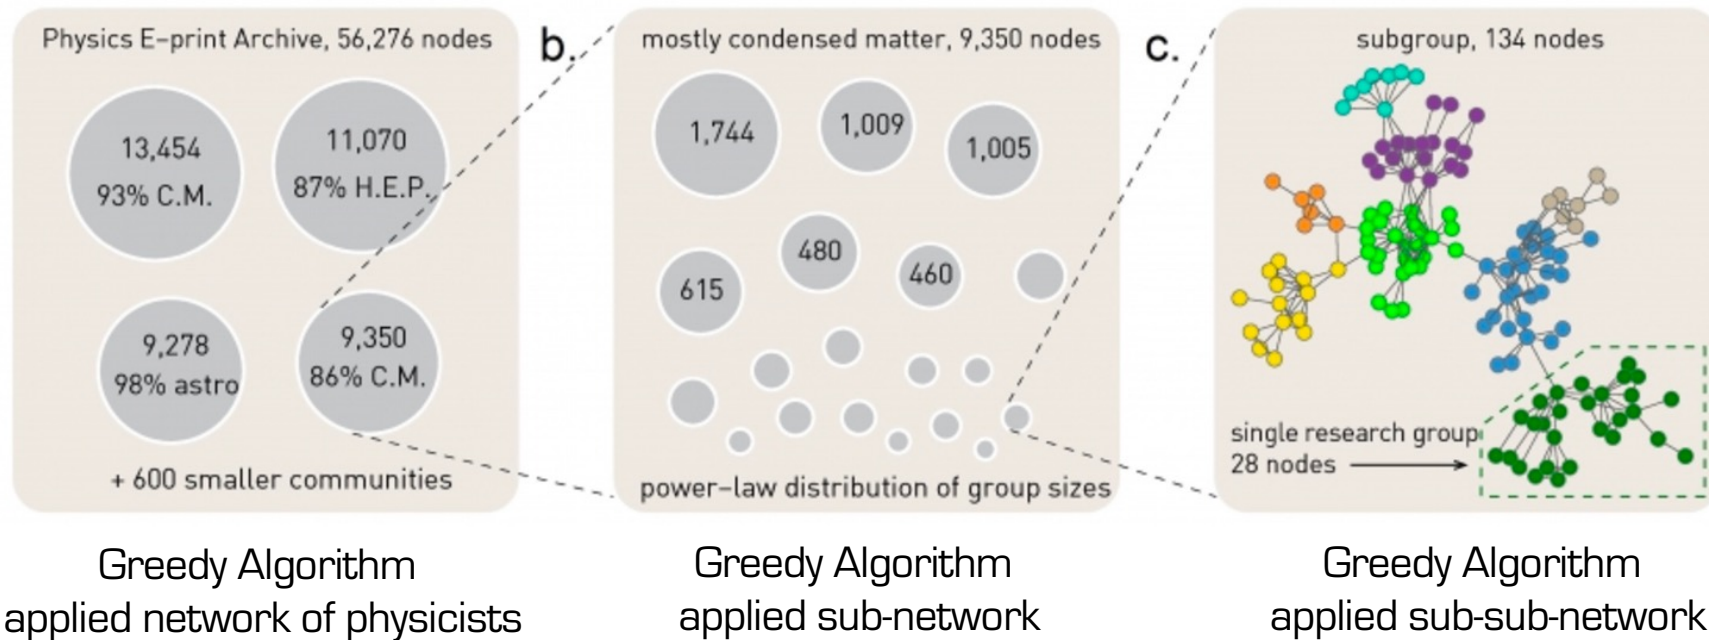 Physics E-print Archive, 56,276 nodes
13,454
93% C.M.
11,070
87% H.E.P.
9,278
98% astro
9,350
86% C.M.
+ 600 smaller communities
Greedy Algorithm
applied network of physicists
b.
mostly condensed matter, 9,350 nodes
1,744
1,009
1,005
615
480
460
power-law distribution of group sizes
Greedy Algorithm
applied sub-network
c.
subgroup, 134 nodes
single research group
28 nodes
Greedy Algorithm
applied sub-sub-network